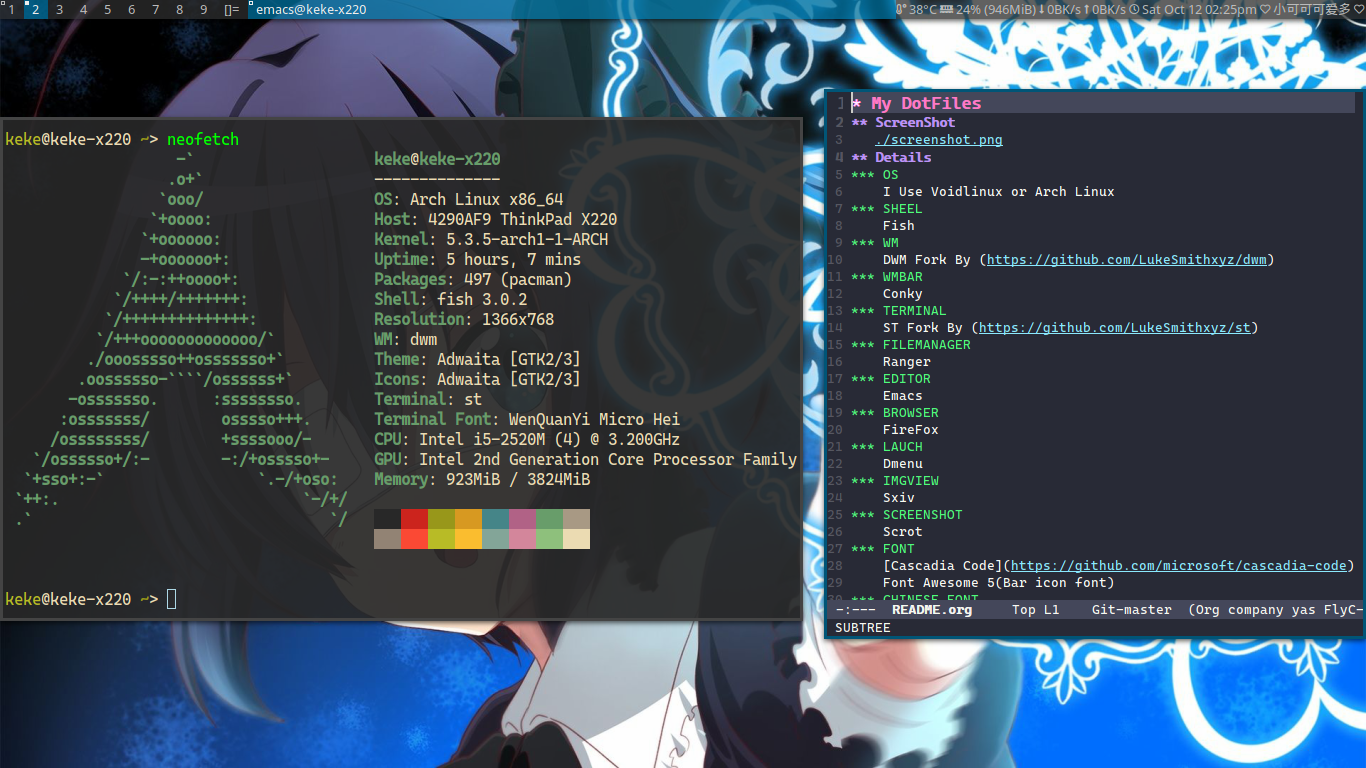 1 2 3 4 5 6 7 8 9 []= emacs@keke-x220 38°C 24% (946MiB) 0BK/s 0BK/s Sat Oct 12 02:25pm 小可可可爱多
keke@keke-x220 ~> neofetch
keke@keke-x220
--------------
OS: Arch Linux x86_64
Host: 4290AF9 ThinkPad X220
Kernel: 5.3.5-arch1-1-ARCH
Uptime: 5 hours, 7 mins
Packages: 497 (pacman)
Shell: fish 3.0.2
Resolution: 1366x768
WM: dwm
Theme: Adwaita [GTK2/3]
Icons: Adwaita [GTK2/3]
Terminal: st
Terminal Font: WenQuanYi Micro Hei
CPU: Intel i5-2520M (4) @ 3.200GHz
GPU: Intel 2nd Generation Core Processor Family
Memory: 923MiB / 3824MiB
keke@keke-x220 ~>
1 * My DotFiles
2 ** ScreenShot
3 ./screenshot.png
4 ** Details
5 *** OS
6 I Use Voidlinux or Arch Linux
7 *** SHEEL
8 Fish
9 *** WM
10 DWM Fork By (https://github.com/LukeSmithxyz/dwm)
11 *** WMBAR
12 Conky
13 *** TERMINAL
14 ST Fork By (https://github.com/LukeSmithxyz/st)
15 *** FILEMANAGER
16 Ranger
17 *** EDITOR
18 Emacs
19 *** BROWSER
20 FireFox
21 *** LAUCH
22 Dmenu
23 *** IMGVIEW
24 Sxiv
25 *** SCREENSHOT
26 Scrot
27 *** FONT
28 [Cascadia Code](https://github.com/microsoft/cascadia-code)
29 Font Awesome 5(Bar icon font)
30 *** CHINESE FONT
-:--- README.org Top L1 Git-master (Org company yas FlyC-
SUBTREE